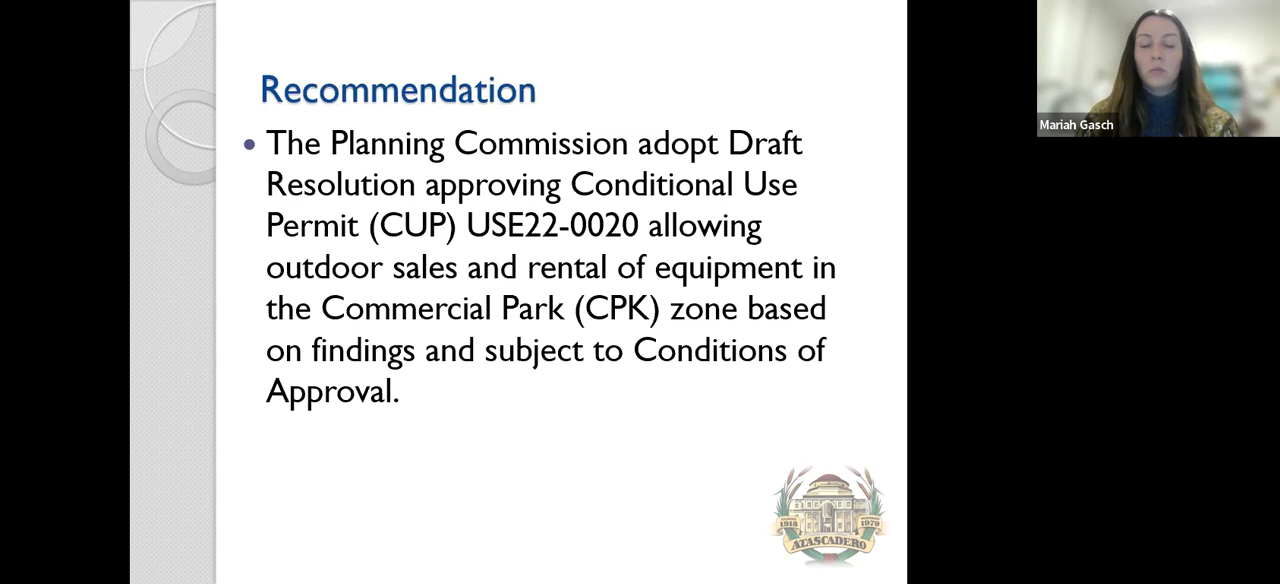 Recommendation
The Planning Commission adopt Draft
Resolution approving Conditional Use
Permit (CUP) USE22-0020 allowing
outdoor sales and rental of equipment in
the Commercial Park (CPK) zone based
on findings and subject to Conditions of
Approval.
Mariah Gasch
1913
1979
ATASCADERO